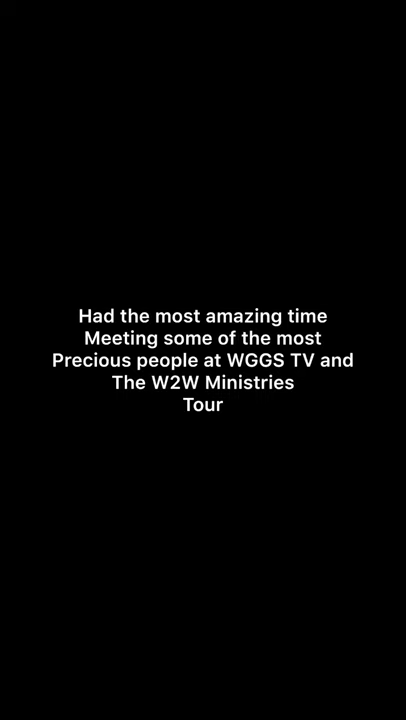 Had the most amazing time
Meeting some of the most
Precious people at WGGS TV and
The W2W Ministries
Tour